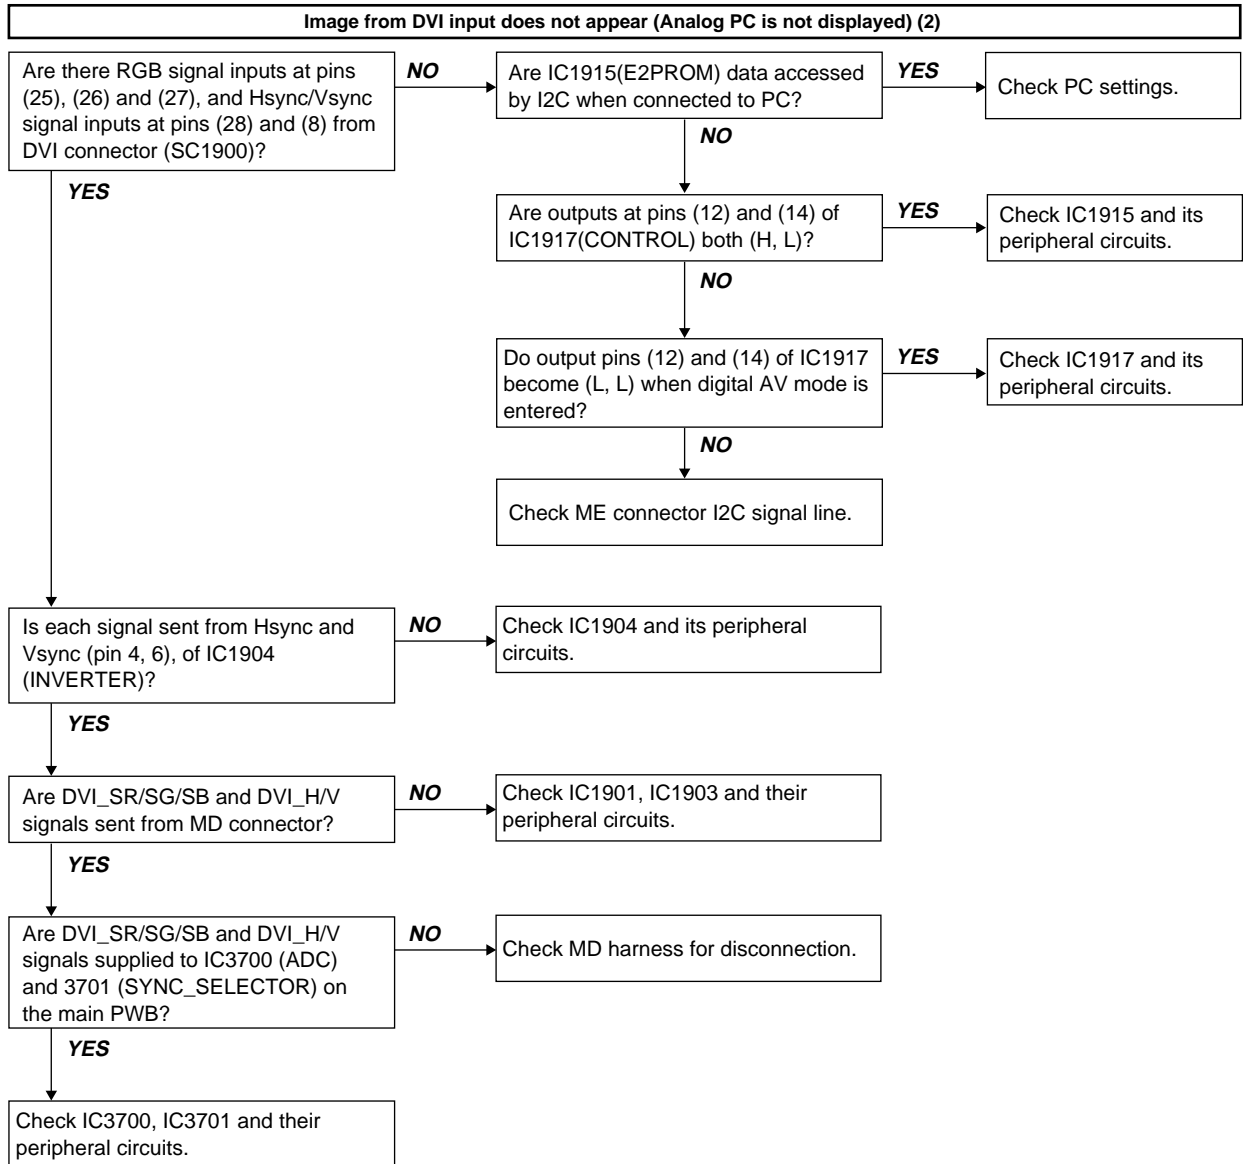 Image from DVI input does not appear (Analog PC is not displayed) (2)
Are there RGB signal inputs at pins
(25), (26) and (27), and Hsync/Vsync
signal inputs at pins (28) and (8) from
DVI connector (SC1900)?
NO
Are IC1915(E2PROM) data accessed
by I2C when connected to PC?
YES
Check PC settings.
NO
YES
Are outputs at pins (12) and (14) of
IC1917(CONTROL) both (H, L)?
YES
Check IC1915 and its
peripheral circuits.
NO
Do output pins (12) and (14) of IC1917
become (L, L) when digital AV mode is
entered?
YES
Check IC1917 and its
peripheral circuits.
NO
Check ME connector I2C signal line.
Is each signal sent from Hsync and
Vsync (pin 4, 6), of IC1904
(INVERTER)?
NO
Check IC1904 and its peripheral
circuits.
YES
Are DVI_SR/SG/SB and DVI_H/V
signals sent from MD connector?
NO
Check IC1901, IC1903 and their
peripheral circuits.
YES
Are DVI_SR/SG/SB and DVI_H/V
signals supplied to IC3700 (ADC)
and 3701 (SYNC_SELECTOR) on
the main PWB?
NO
Check MD harness for disconnection.
YES
Check IC3700, IC3701 and their
peripheral circuits.